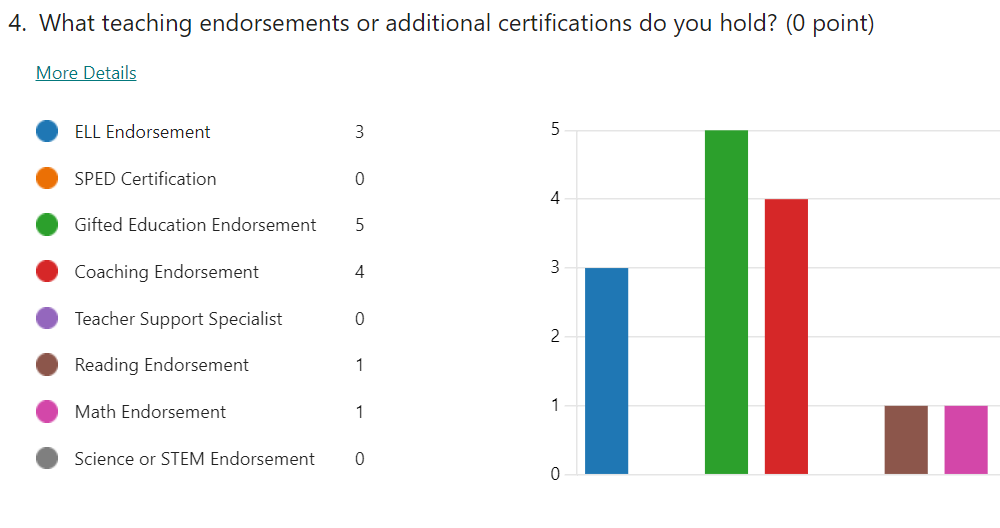 4. What teaching endorsements or additional certifications do you hold? (0 point)
More Details
ELL Endorsement 3
SPED Certification 0
Gifted Education Endorsement 5
Coaching Endorsement 4
Teacher Support Specialist 0
Reading Endorsement 1
Math Endorsement 1
Science or STEM Endorsement 0
5
4
3
2
1
0